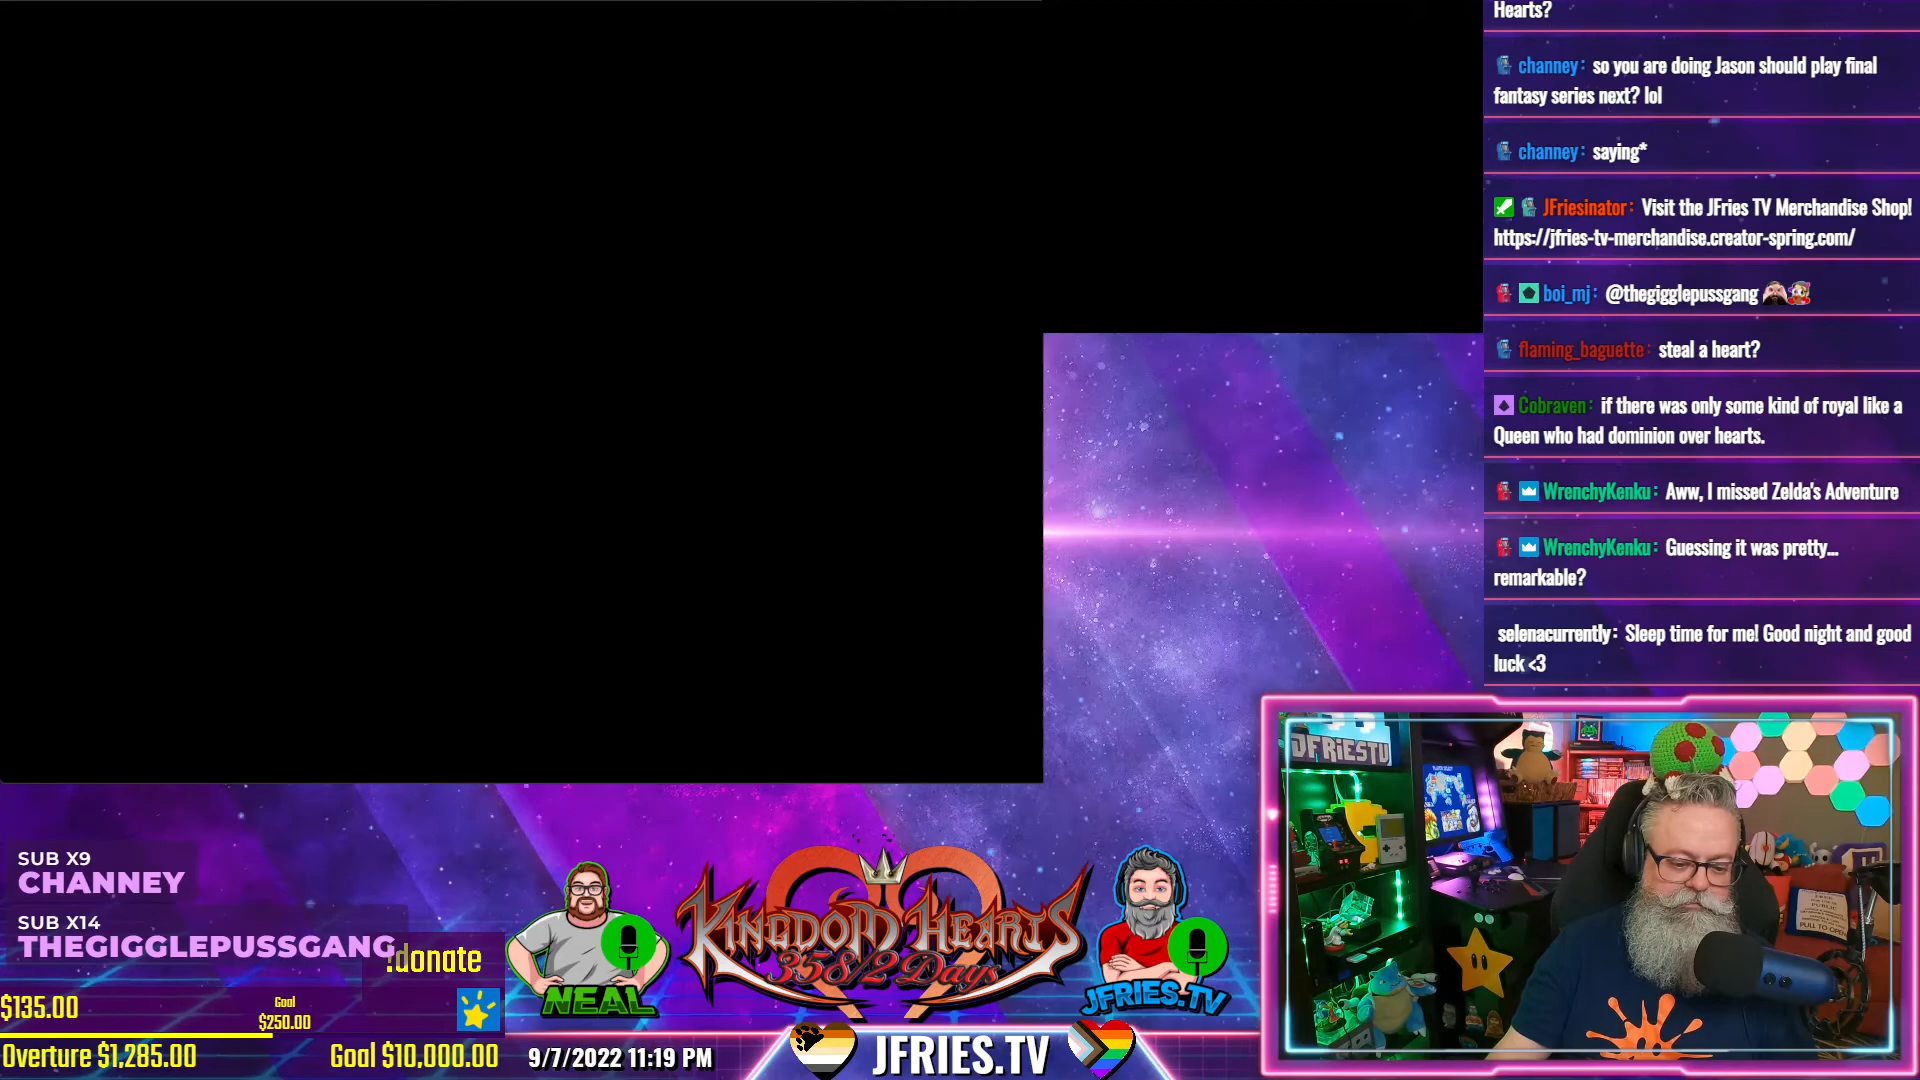 Hearts?
channey: so you are doing Jason should play final
fantasy series next? lol
channey: saying*
JFriesinator: Visit the JFries TV Merchandise Shop!
https://jfries-tv-merchandise.creator-spring.com/
boi_mj: @thegigglepussgang
flaming_baguette: steal a heart?
Cobraven: if there was only some kind of royal like a
Queen who had dominion over hearts.
WrenchyKenku: Aww, I missed Zelda's Adventure
WrenchyKenku: Guessing it was pretty...
remarkable?
selenacurrently: Sleep time for me! Good night and good
luck <3
JFRIESTV
PULL TO OPEN
SUB X9
CHANNEY
SUB X14
THEGIGGLEPUSSGANG
!donate
$135.00
Goal
$250.00
Overture $1,285.00
Goal $10,000.00
9/7/2022 11:19 PM
NEAL
KINGDOM HEARTS
358/2 Days
JFRIES.TV
JFRIES.TV